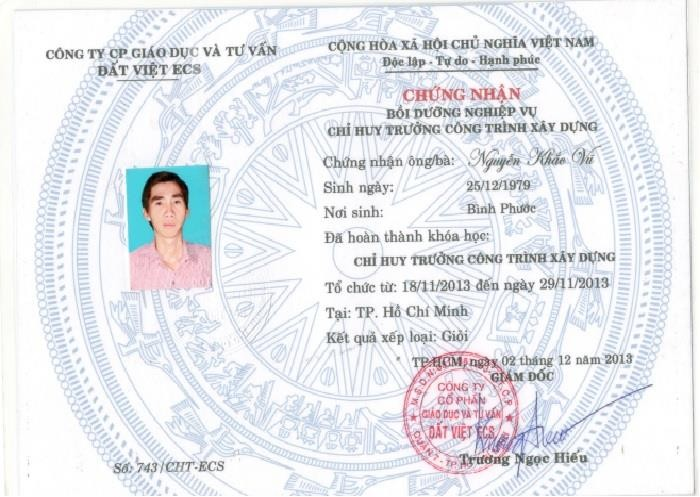 CÔNG TY CP GIÁO DỤC VÀ TƯ VẤN
ĐẤT VIỆT ECS
CỘNG HÒA XÃ HỘI CHỦ NGHĨA VIỆT NAM
Độc lập - Tự do - Hạnh phúc
CHỨNG NHẬN
BỒI DƯỠNG NGHIỆP VỤ
CHỈ HUY TRƯỞNG CÔNG TRÌNH XÂY DỰNG
Chứng nhận ông/bà: Nguyễn Khắc Vũ
Sinh ngày: 25/12/1979
Nơi sinh: Bình Phước
Đã hoàn thành khóa học:
CHỈ HUY TRƯỞNG CÔNG TRÌNH XÂY DỰNG
Tổ chức từ: 18/11/2013 đến ngày 29/11/2013
Tại: TP. Hồ Chí Minh
Kết quả xếp loại: Giỏi
TP.HCM, ngày 02 tháng 12 năm 2013
GIÁM ĐỐC
CÔNG TY
CỔ PHẦN
GIÁO DỤC VÀ TƯ VẤN
ĐẤT VIỆT ECS
Trương Ngọc Hiếu
Số: 743/CHT-ECS